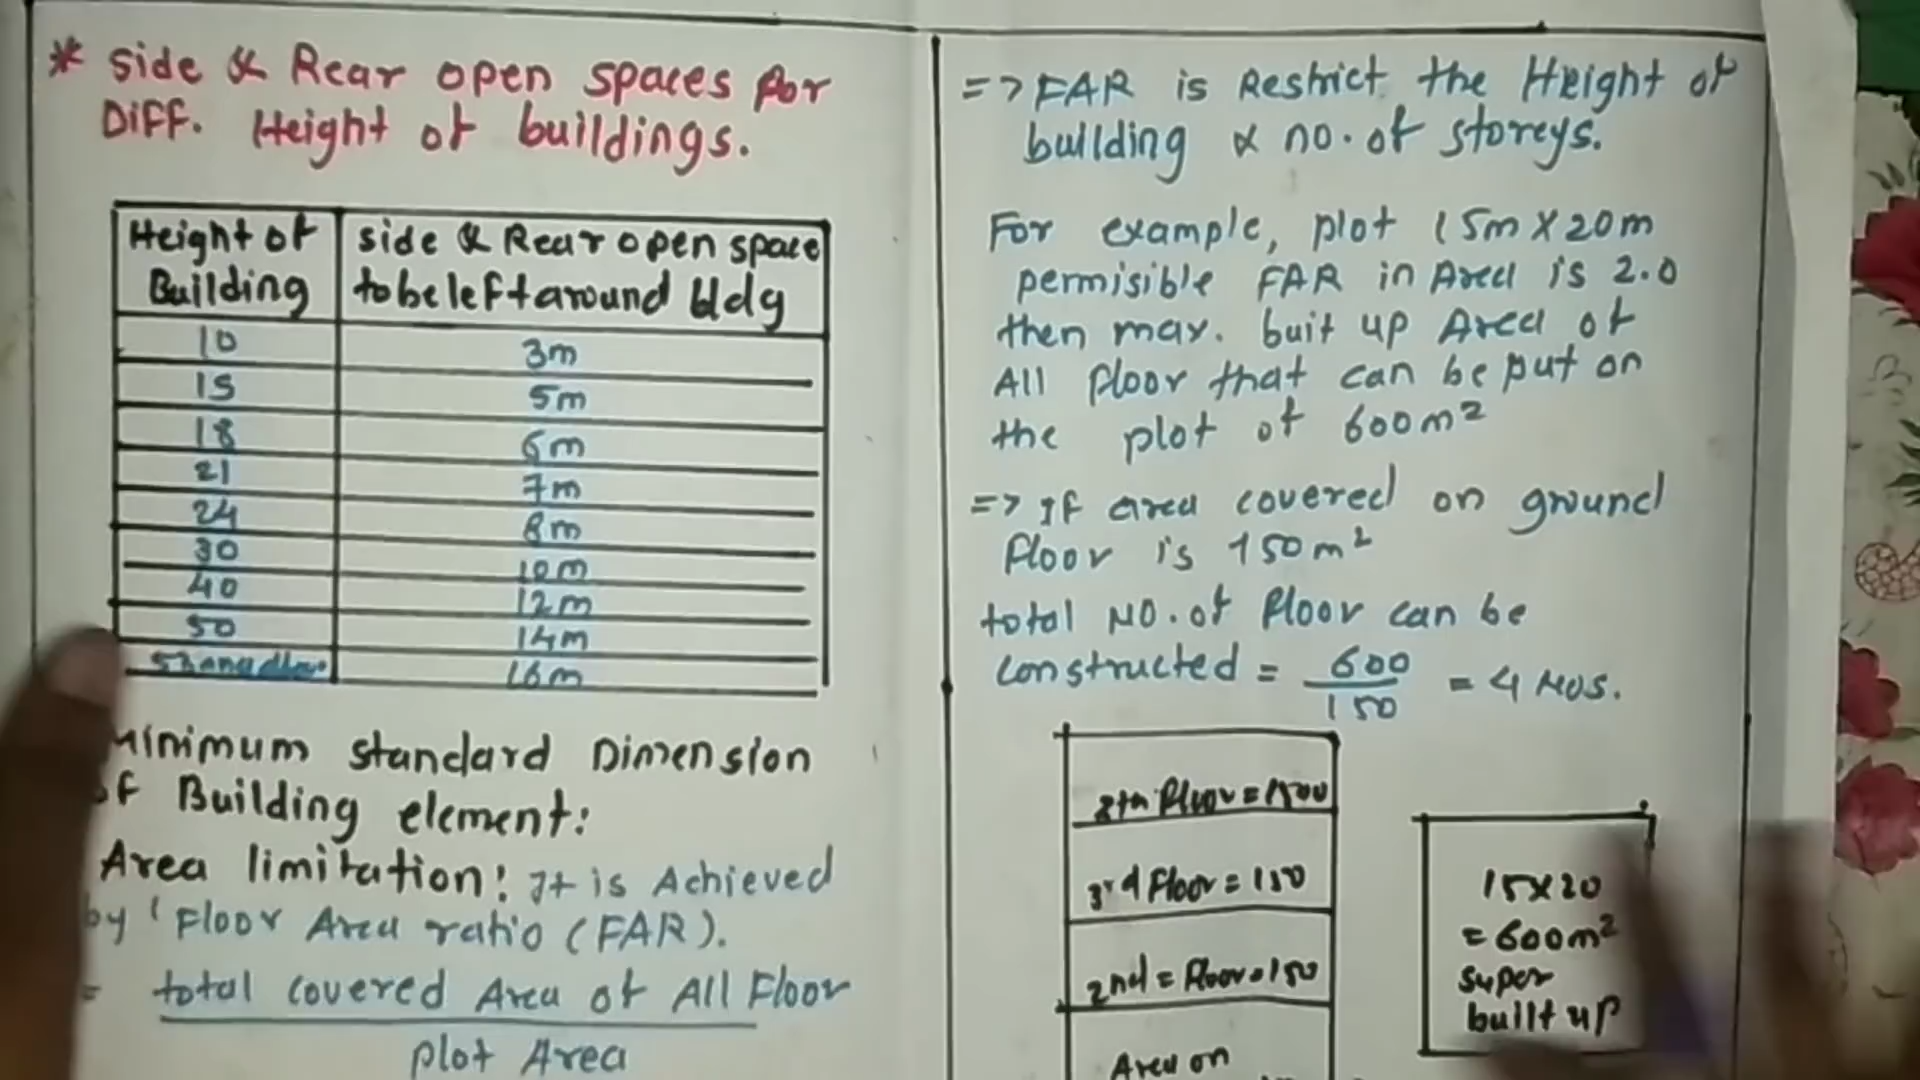 * Side & Rear open spaces for
DIFF. Height of buildings.
Height of Building | side & Rear open space to be left around bldg
10 | 3m
15 | 5m
18 | 6m
21 | 7m
24 | 8m
30 | 10m
40 | 12m
50 | 14m
16m
Minimum standard Dimension
of Building element:
Area limitation: It is Achieved
by 'Floor Area ratio (FAR).
= total covered Area of All Floor
plot Area
=> FAR is Restrict the Height of
building & no. of storeys.
For example, plot 15m X 20m
permisible FAR in Area is 2.0
then max. buit up Area of
All floor that can be put on
the plot of 600m²
=> If area covered on ground
floor is 150m²
total NO. of floor can be
constructed = 600/150 = 4 Nos.
Floor =
3rd Floor = 150
2nd = Floor = 150
Area on
15x20
= 600m²
super
built up